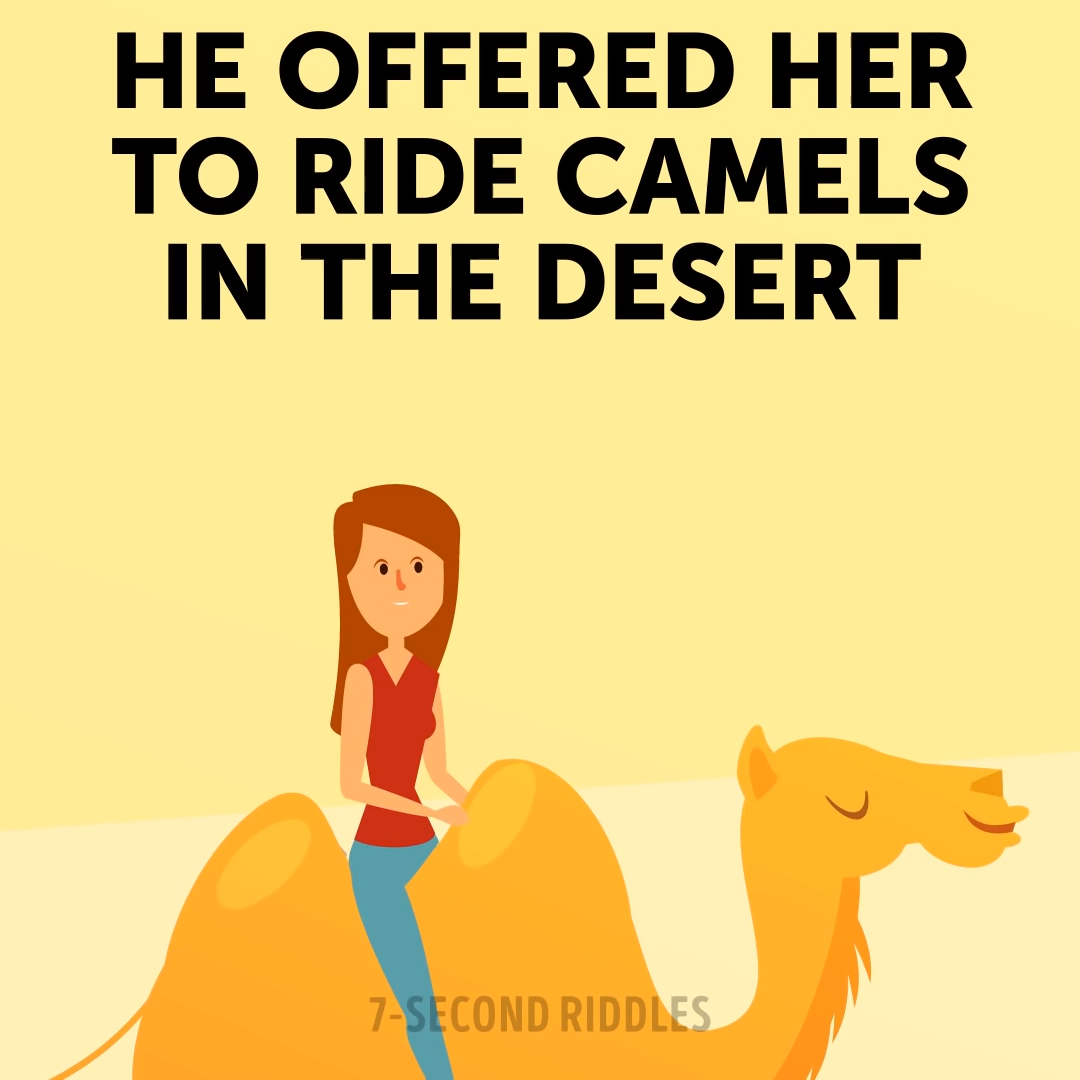 HE OFFERED HER
TO RIDE CAMELS
IN THE DESERT
7-SECOND RIDDLES